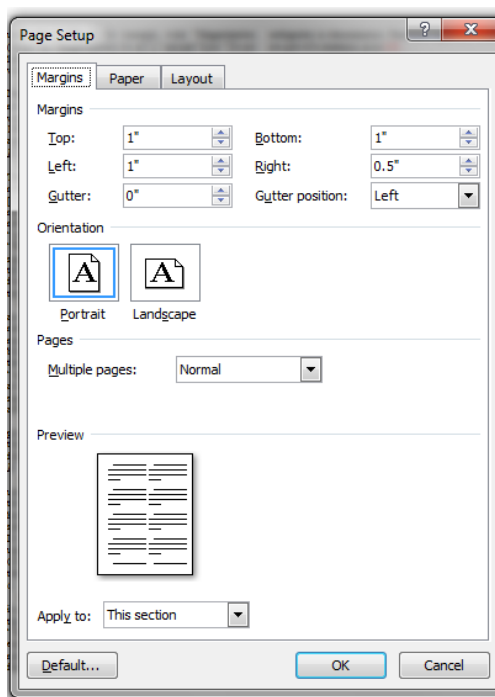 Page Setup
Margins Paper Layout
Margins
Top: 1" Bottom: 1"
Left: 1" Right: 0.5"
Gutter: 0" Gutter position: Left
Orientation
A A
Portrait Landscape
Pages
Multiple pages: Normal
Preview
Apply to: This section
Default... OK Cancel